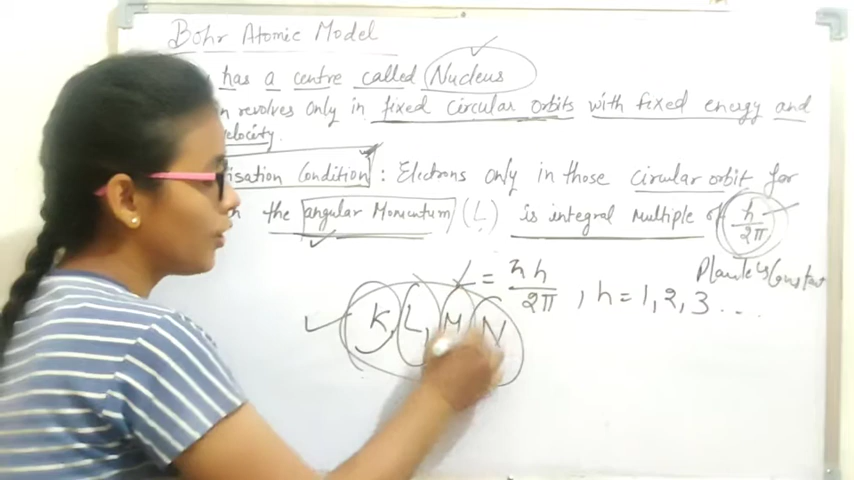 Bohr Atomic Model
has a centre called Nucleus
revolves only in fixed circular orbits with fixed energy and
velocity.
isation Condition : Electrons only in those circular orbit for
the angular Momentum (L) is integral multiple of h/2π
Planck's Constant
= nh/2π , n = 1, 2, 3 ...
K, L, M, N